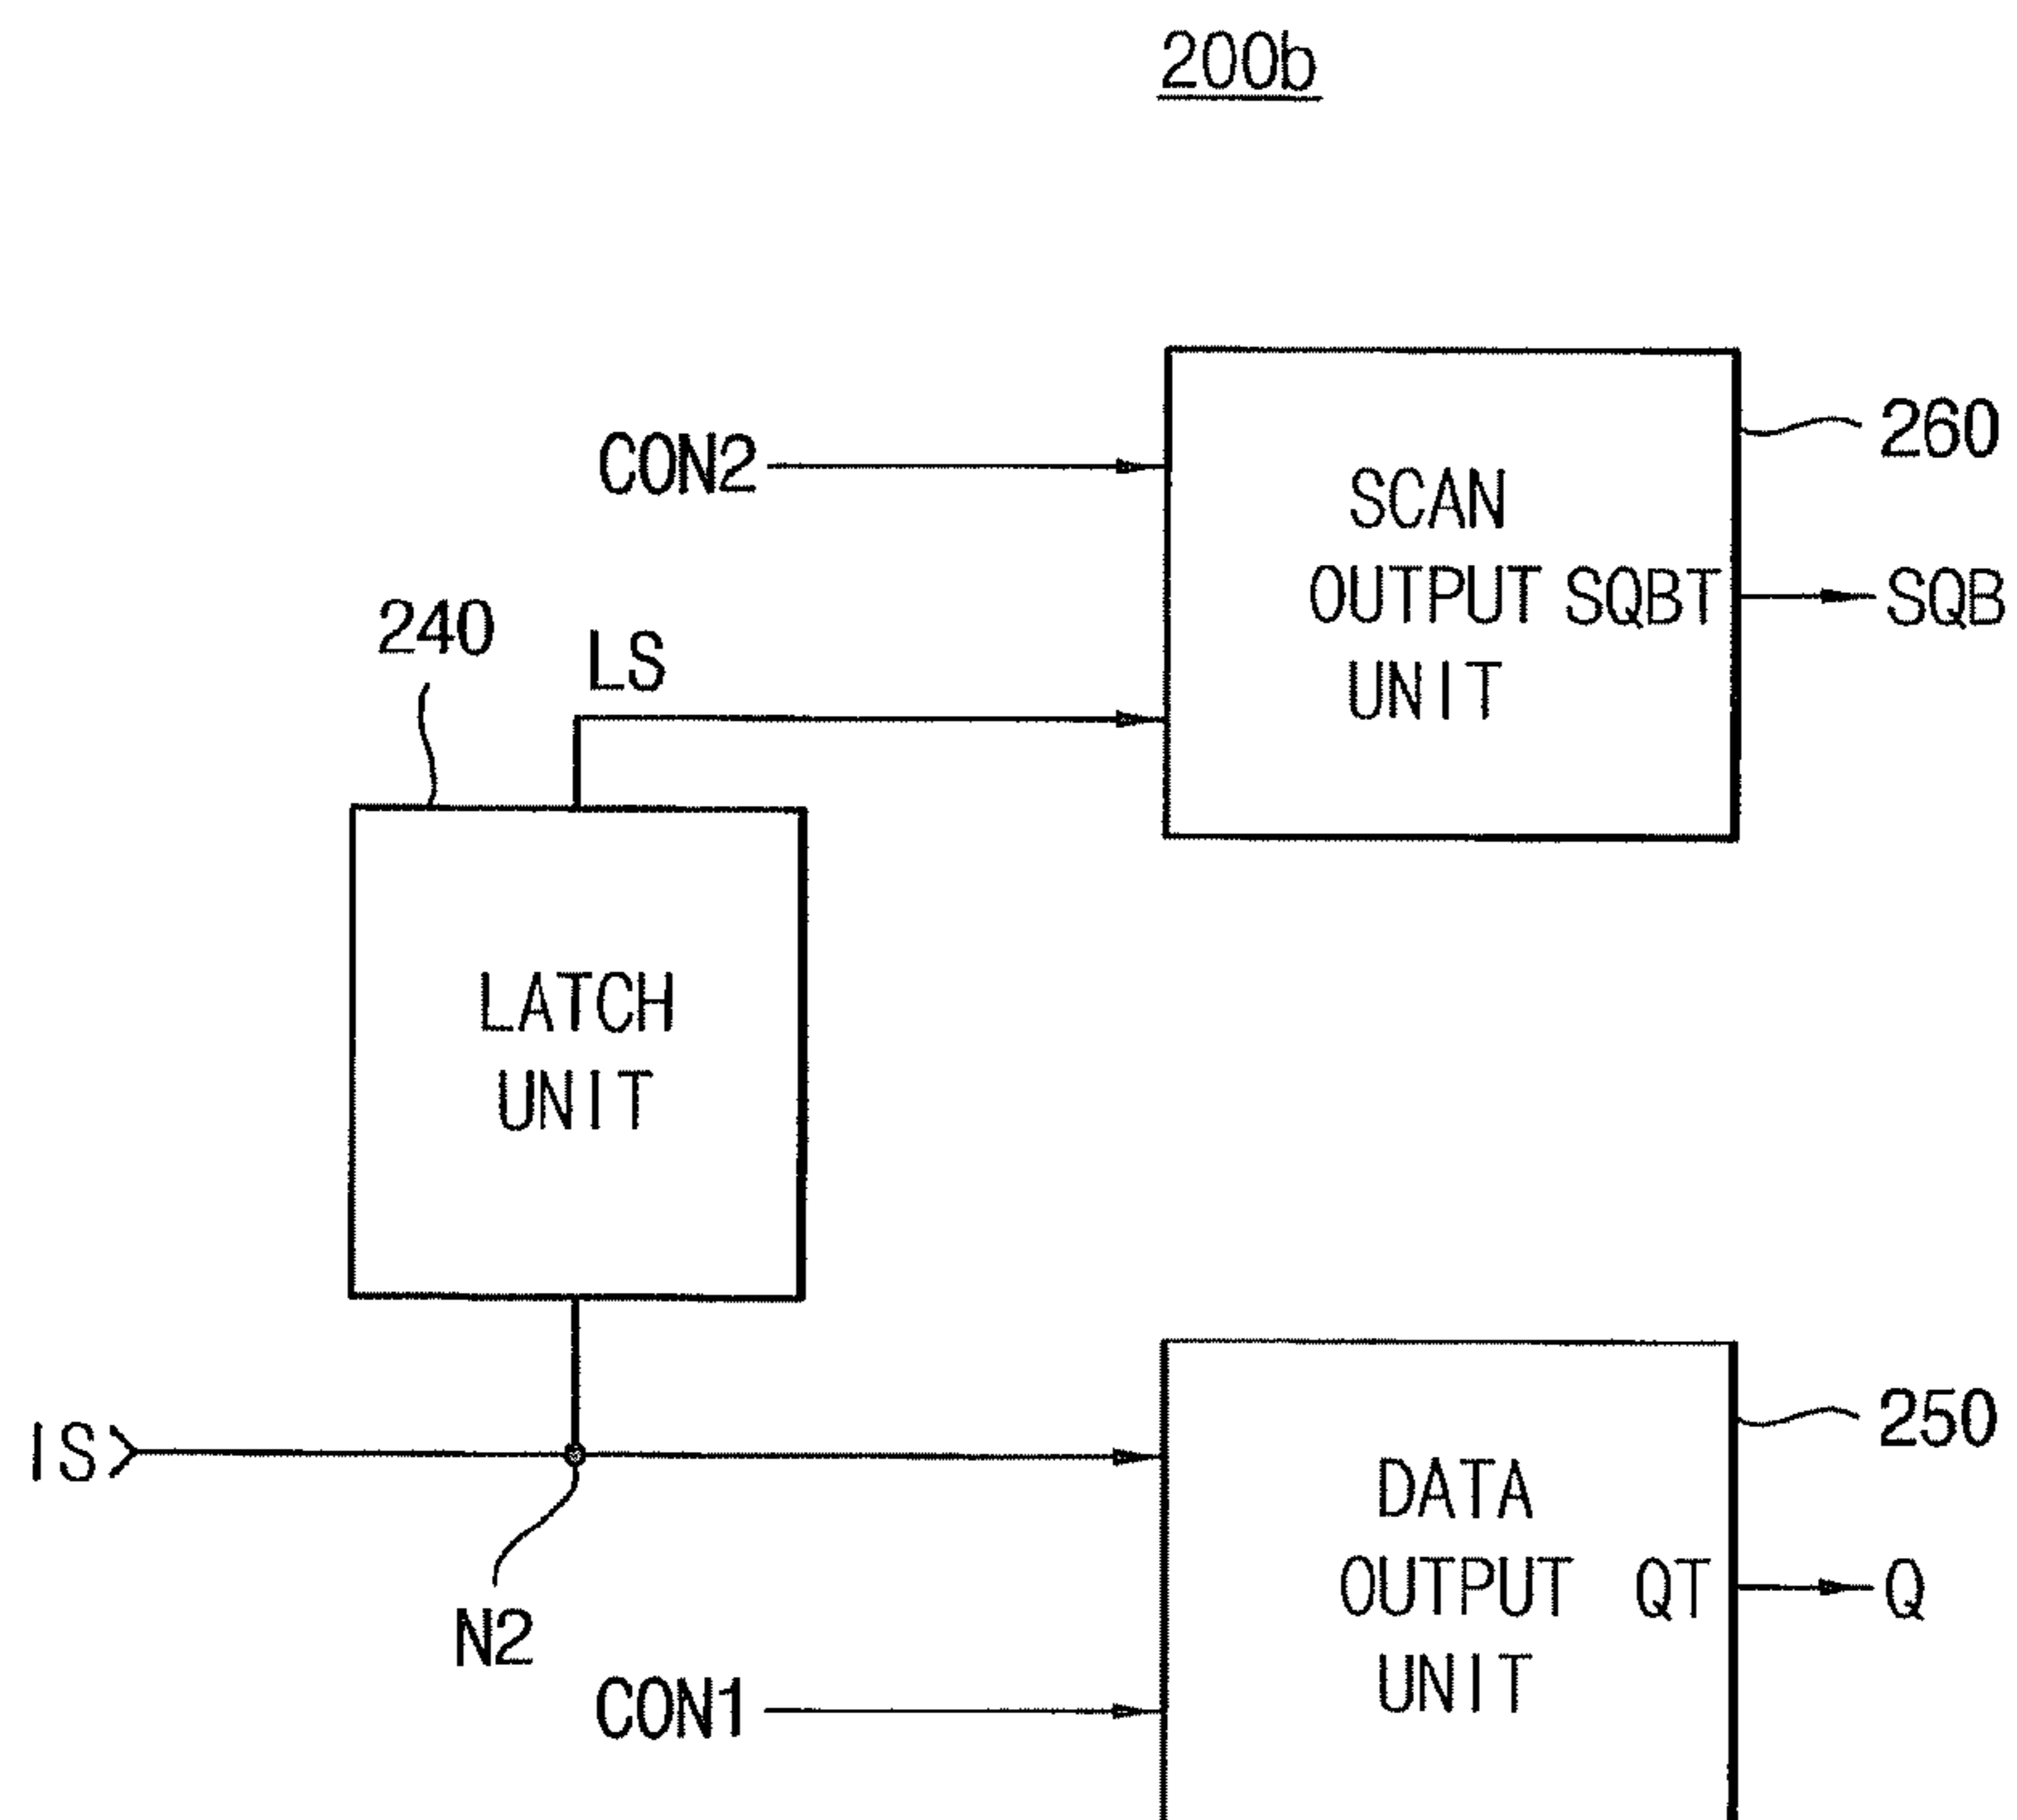 200b
CON2
SCAN
OUTPUT SQBT
UNIT
260
SQB
240
LS
LATCH
UNIT
IS
N2
CON1
DATA
OUTPUT QT
UNIT
250
Q